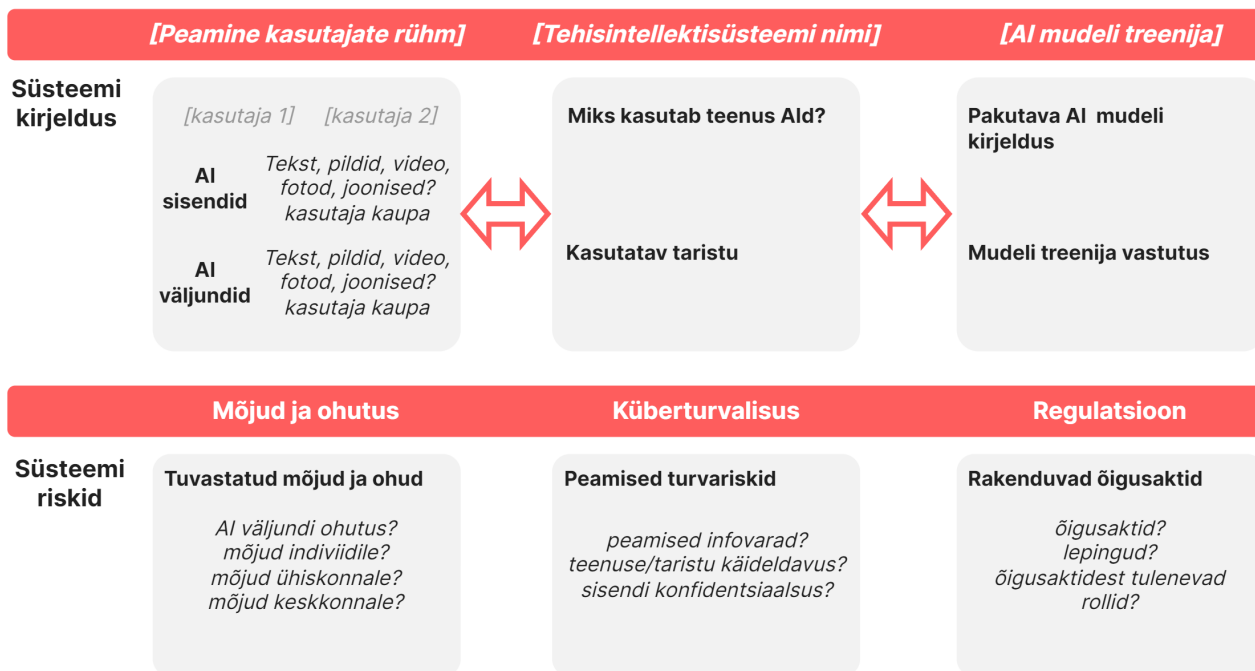 [Peamine kasutajate rühm]
[Tehisintellektisüsteemi nimi]
[AI mudeli treenija]
Süsteemi
kirjeldus
[kasutaja 1]
[kasutaja 2]
AI
sisendid
Tekst, pildid, video,
fotod, joonised?
kasutaja kaupa
AI
väljundid
Tekst, pildid, video,
fotod, joonised?
kasutaja kaupa
Miks kasutab teenus AId?
Kasutatav taristu
Pakutava AI mudeli
kirjeldus
Mudeli treenija vastutus
Mõjud ja ohutus
Küberturvalisus
Regulatsioon
Süsteemi
riskid
Tuvastatud mõjud ja ohud
AI väljundi ohutus?
mõjud indiviidile?
mõjud ühiskonnale?
mõjud keskkonnale?
Peamised turvariskid
peamised infovarad?
teenuse/taristu käideldavus?
sisendi konfidentsiaalsus?
Rakenduvad õigusaktid
õigusaktid?
lepingud?
õigusaktidest tulenevad
rollid?